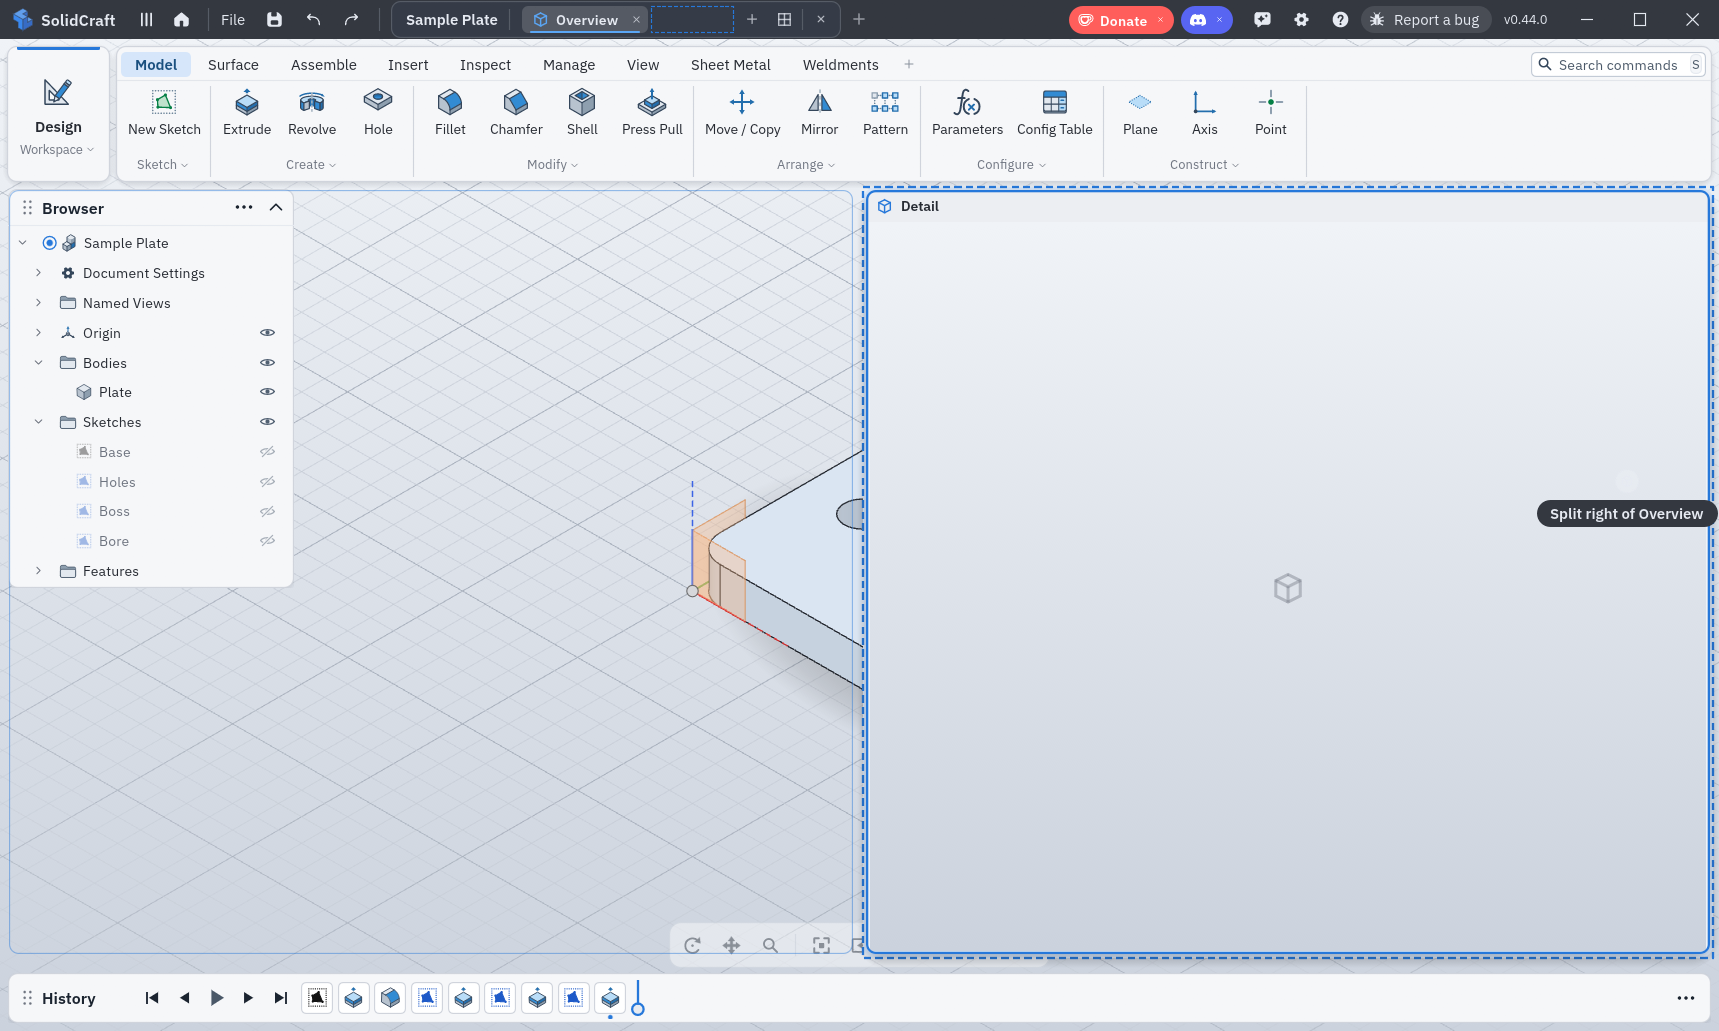 SolidCraft File Sample Plate Overview Donate Report a bug v0.44.0
Model Surface Assemble Insert Inspect Manage View Sheet Metal Weldments Search commands S
Design
Workspace
New Sketch Extrude Revolve Hole Fillet Chamfer Shell Press Pull Move / Copy Mirror Pattern Parameters Config Table Plane Axis Point
Sketch Create Modify Arrange Configure Construct
Browser
Sample Plate
Document Settings
Named Views
Origin
Bodies
Plate
Sketches
Base
Holes
Boss
Bore
Features
Detail
Split right of Overview
History